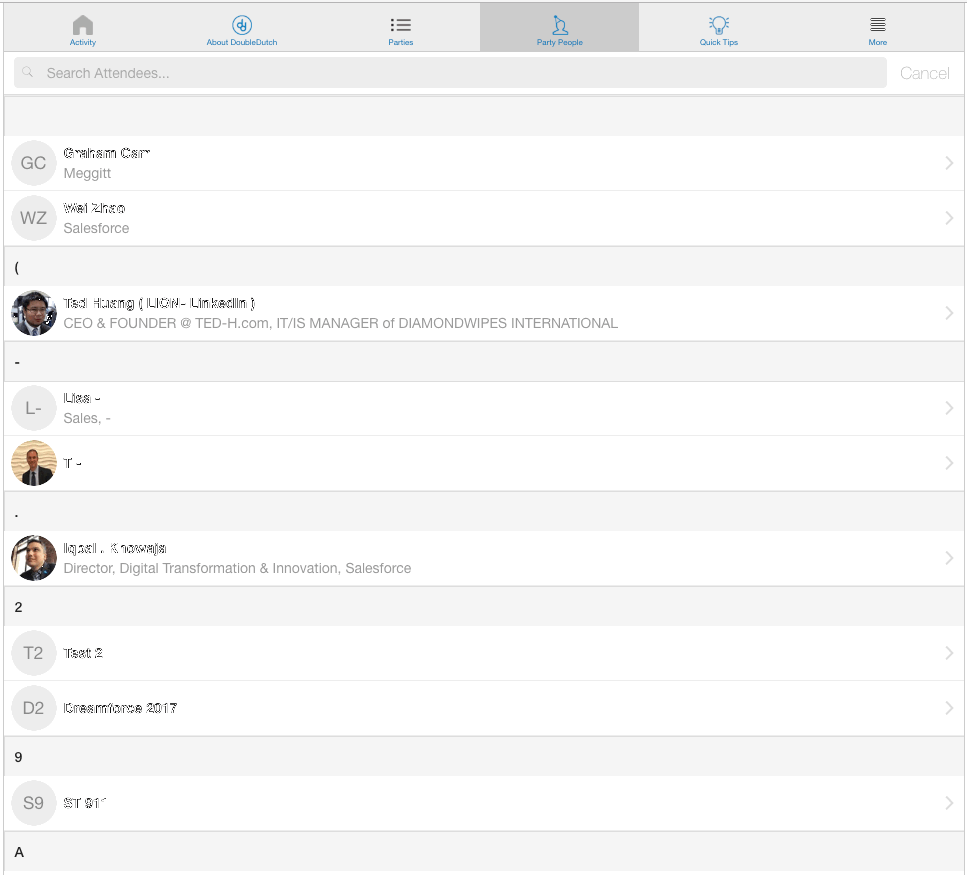 Activity
About DoubleDutch
Parties
Party People
Quick Tips
More
Search Attendees...
Cancel
GC
Graham Carr
Meggitt
WZ
Wei Zhao
Salesforce
(
Ted Huang ( LION- LinkedIn )
CEO & FOUNDER @ TED-H.com, IT/IS MANAGER of DIAMONDWIPES INTERNATIONAL
-
L-
Lisa -
Sales, -
T -
.
Iqbal . Khowaja
Director, Digital Transformation & Innovation, Salesforce
2
T2
Test 2
D2
Dreamforce 2017
9
S9
ST 911
A